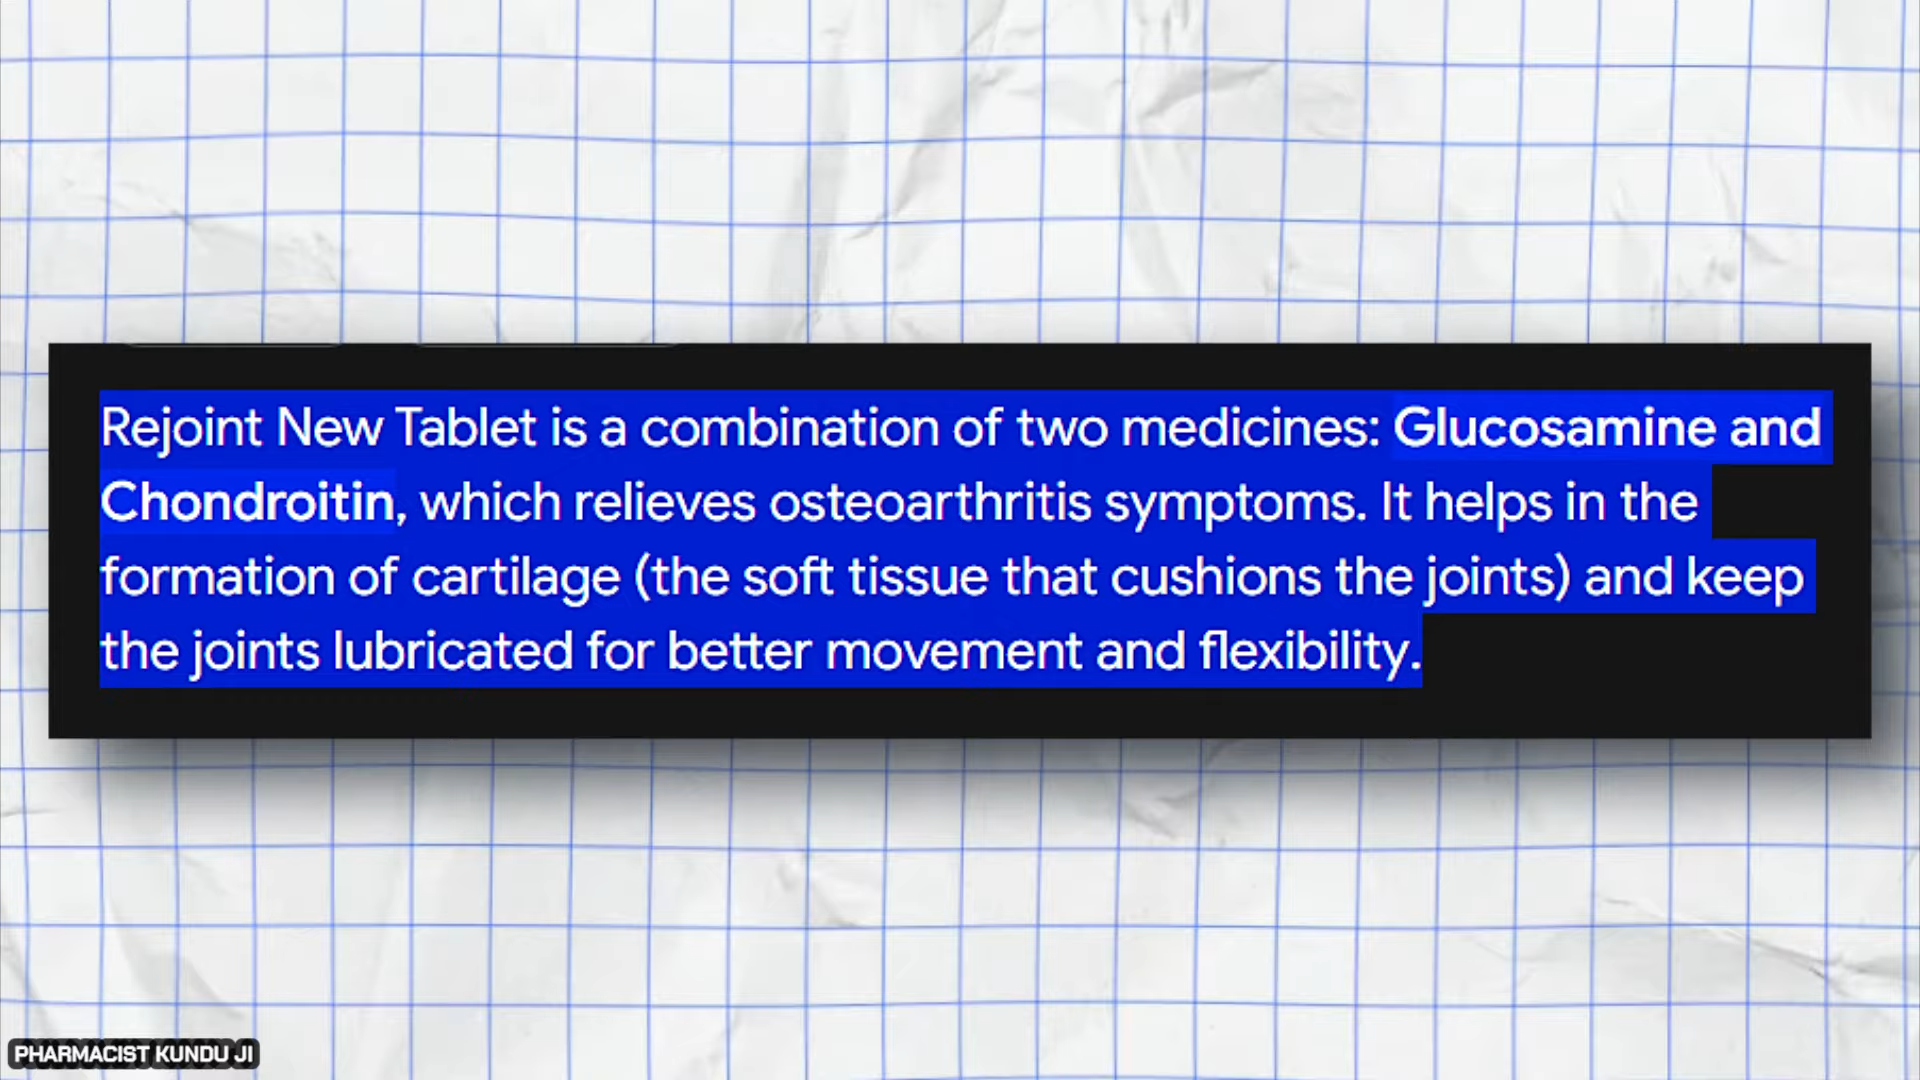 Rejoint New Tablet is a combination of two medicines: Glucosamine and
Chondroitin, which relieves osteoarthritis symptoms. It helps in the
formation of cartilage (the soft tissue that cushions the joints) and keep
the joints lubricated for better movement and flexibility.
PHARMACIST KUNDU JI